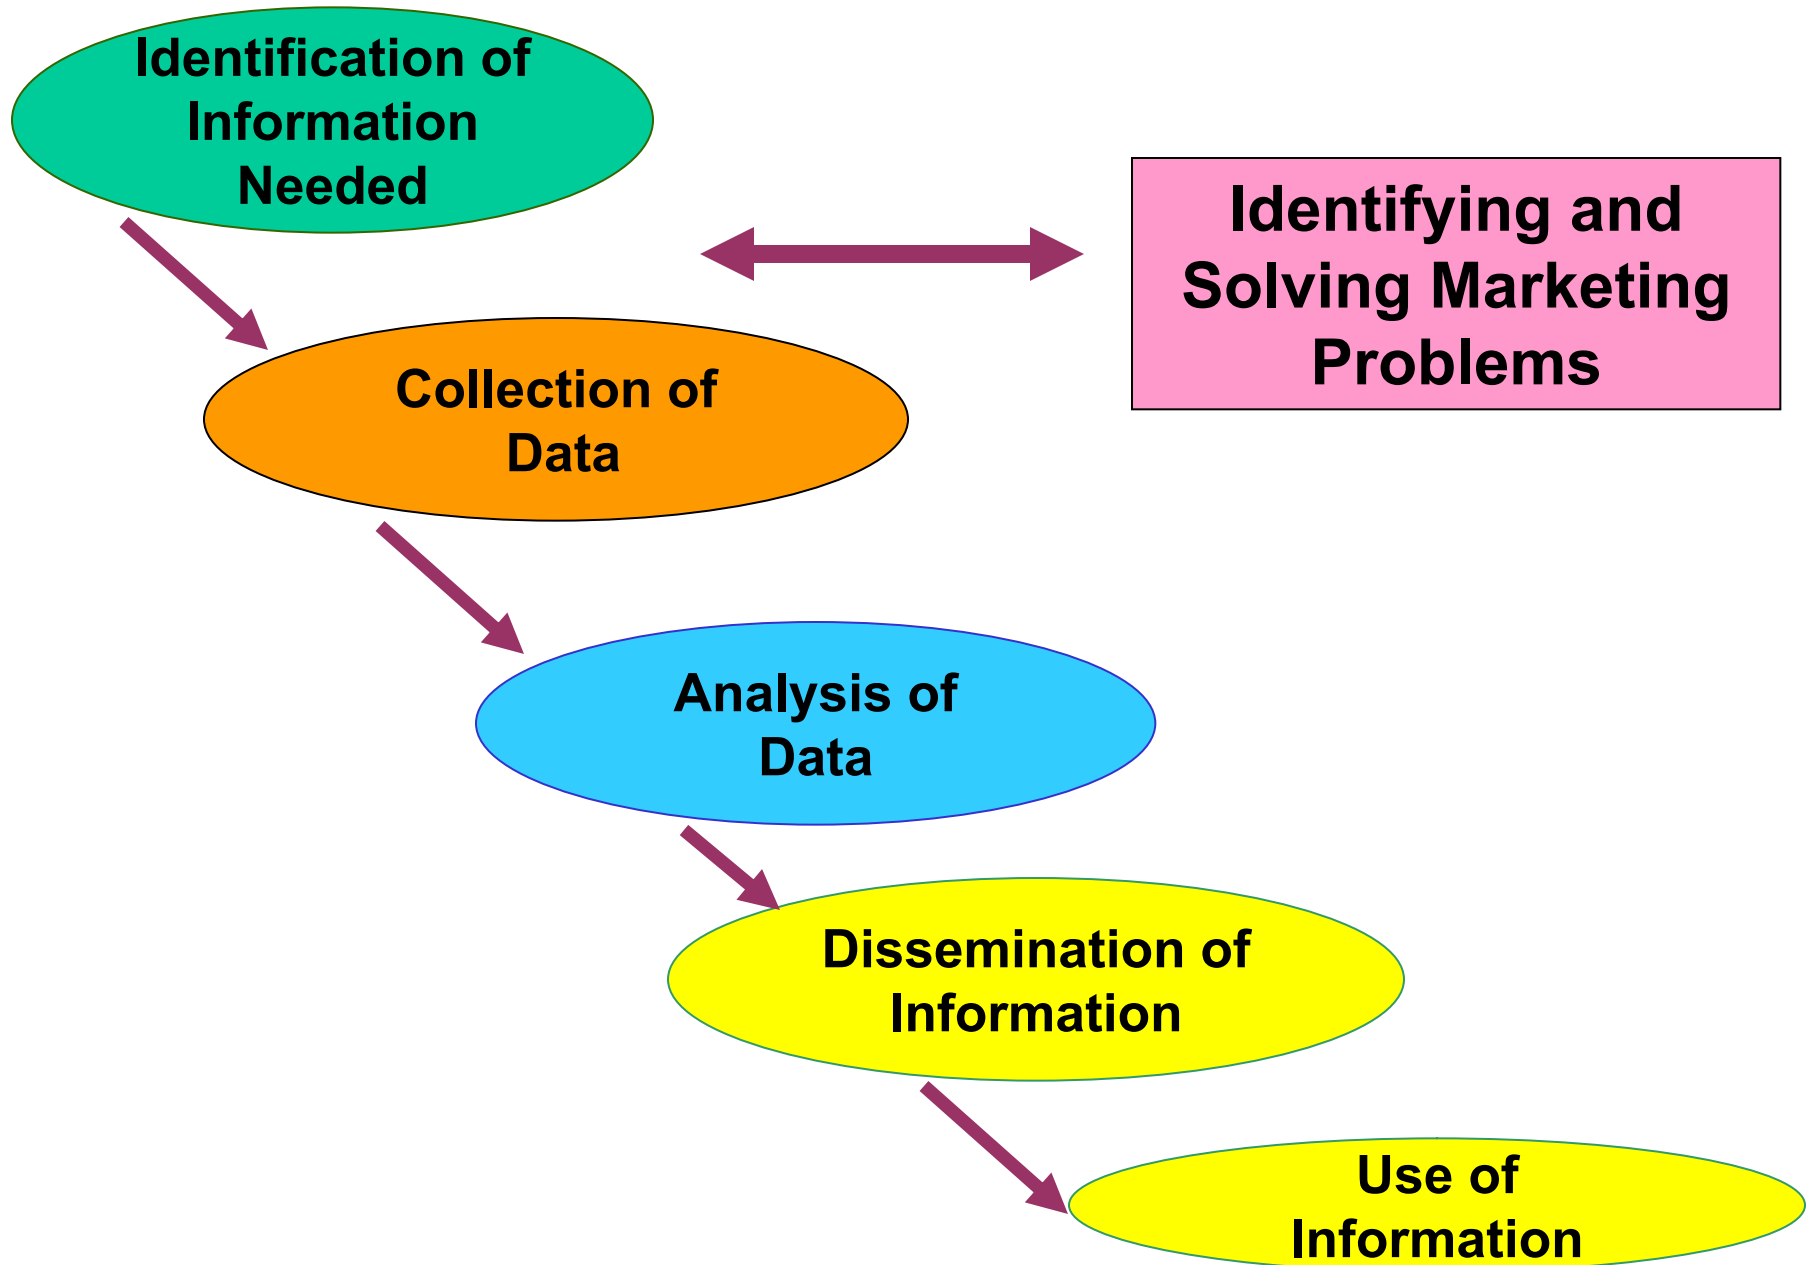 Identification of
Information
Needed
Identifying and
Solving Marketing
Problems
Collection of
Data
Analysis of
Data
Dissemination of
Information
Use of
Information